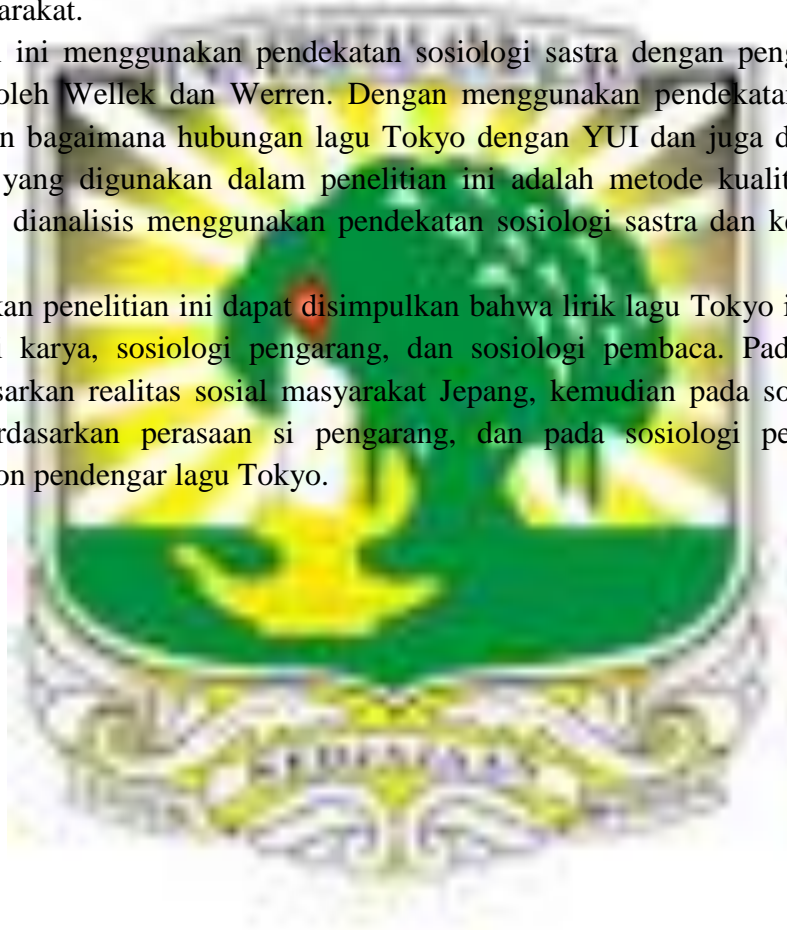 arakat.
ini menggunakan pendekatan sosiologi sastra dengan peng
oleh Wellek dan Werren. Dengan menggunakan pendekatan
n bagaimana hubungan lagu Tokyo dengan YUI dan juga d
yang digunakan dalam penelitian ini adalah metode kualit
dianalisis menggunakan pendekatan sosiologi sastra dan k
kan penelitian ini dapat disimpulkan bahwa lirik lagu Tokyo i
i karya, sosiologi pengarang, dan sosiologi pembaca. Pad
sarkan realitas sosial masyarakat Jepang, kemudian pada so
rdasarkan perasaan si pengarang, dan pada sosiologi pe
on pendengar lagu Tokyo.
KEDJAJAAN